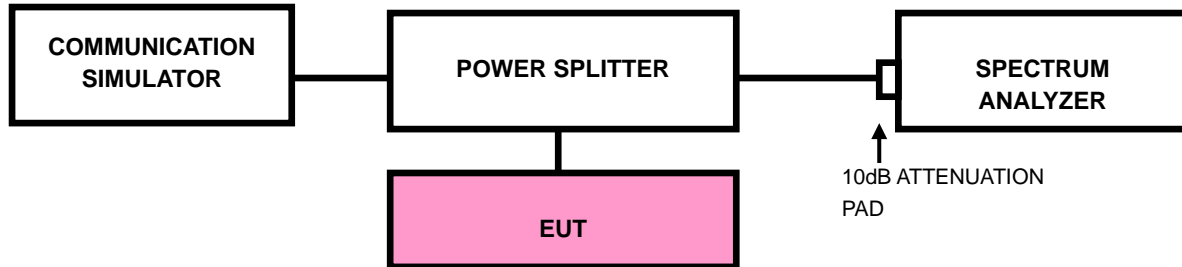 COMMUNICATION
SIMULATOR
POWER SPLITTER
SPECTRUM
ANALYZER
10dB ATTENUATION
PAD
EUT